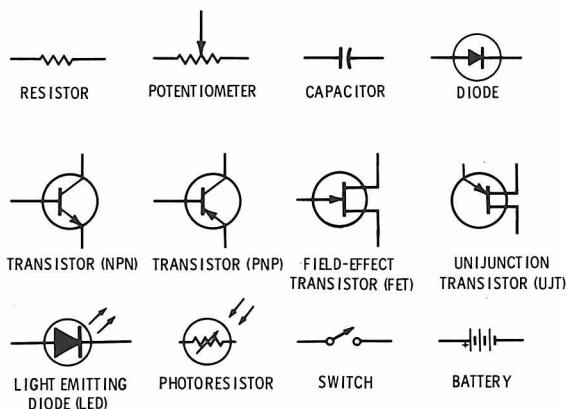 RESISTOR
POTENTIOMETER
CAPACITOR
DIODE
TRANSISTOR (NPN)
TRANSISTOR (PNP)
FIELD-EFFECT
TRANSISTOR (FET)
UNIJUNCTION
TRANSISTOR (UJT)
LIGHT EMITTING
DIODE (LED)
PHOTORESISTOR
SWITCH
+
BATTERY